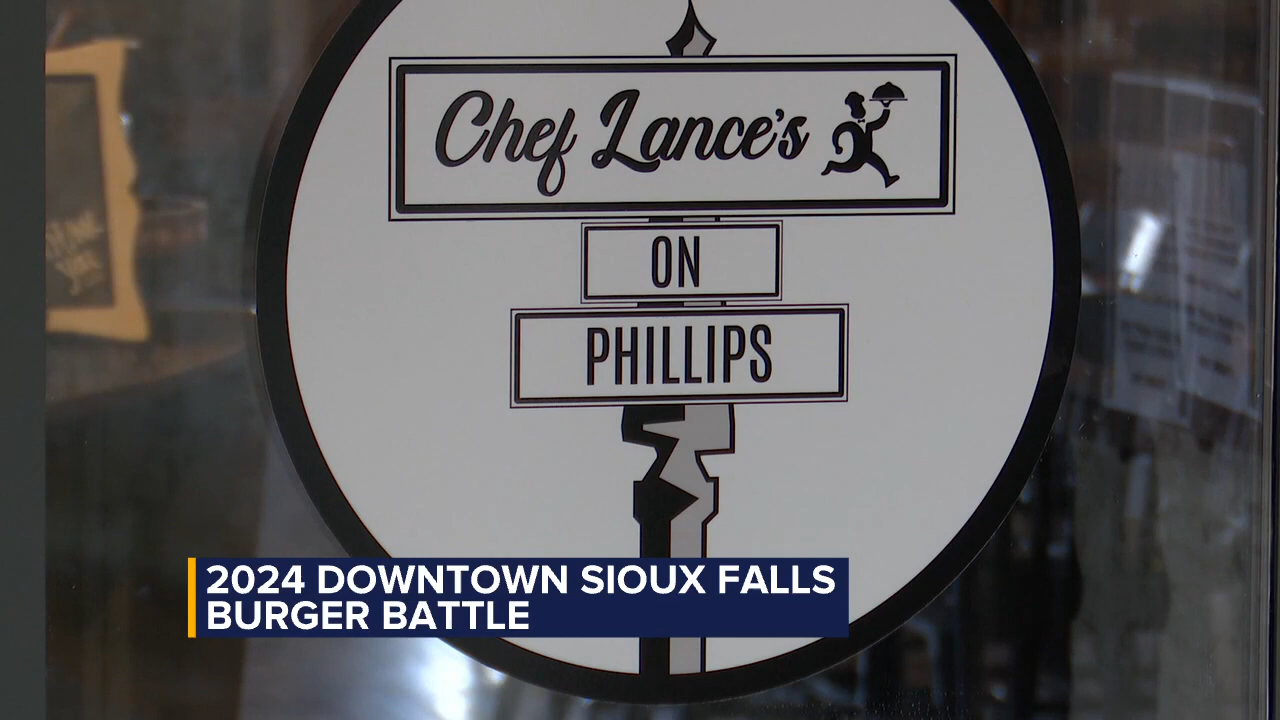 Chef Lance's
ON
PHILLIPS
2024 DOWNTOWN SIOUX FALLS
BURGER BATTLE